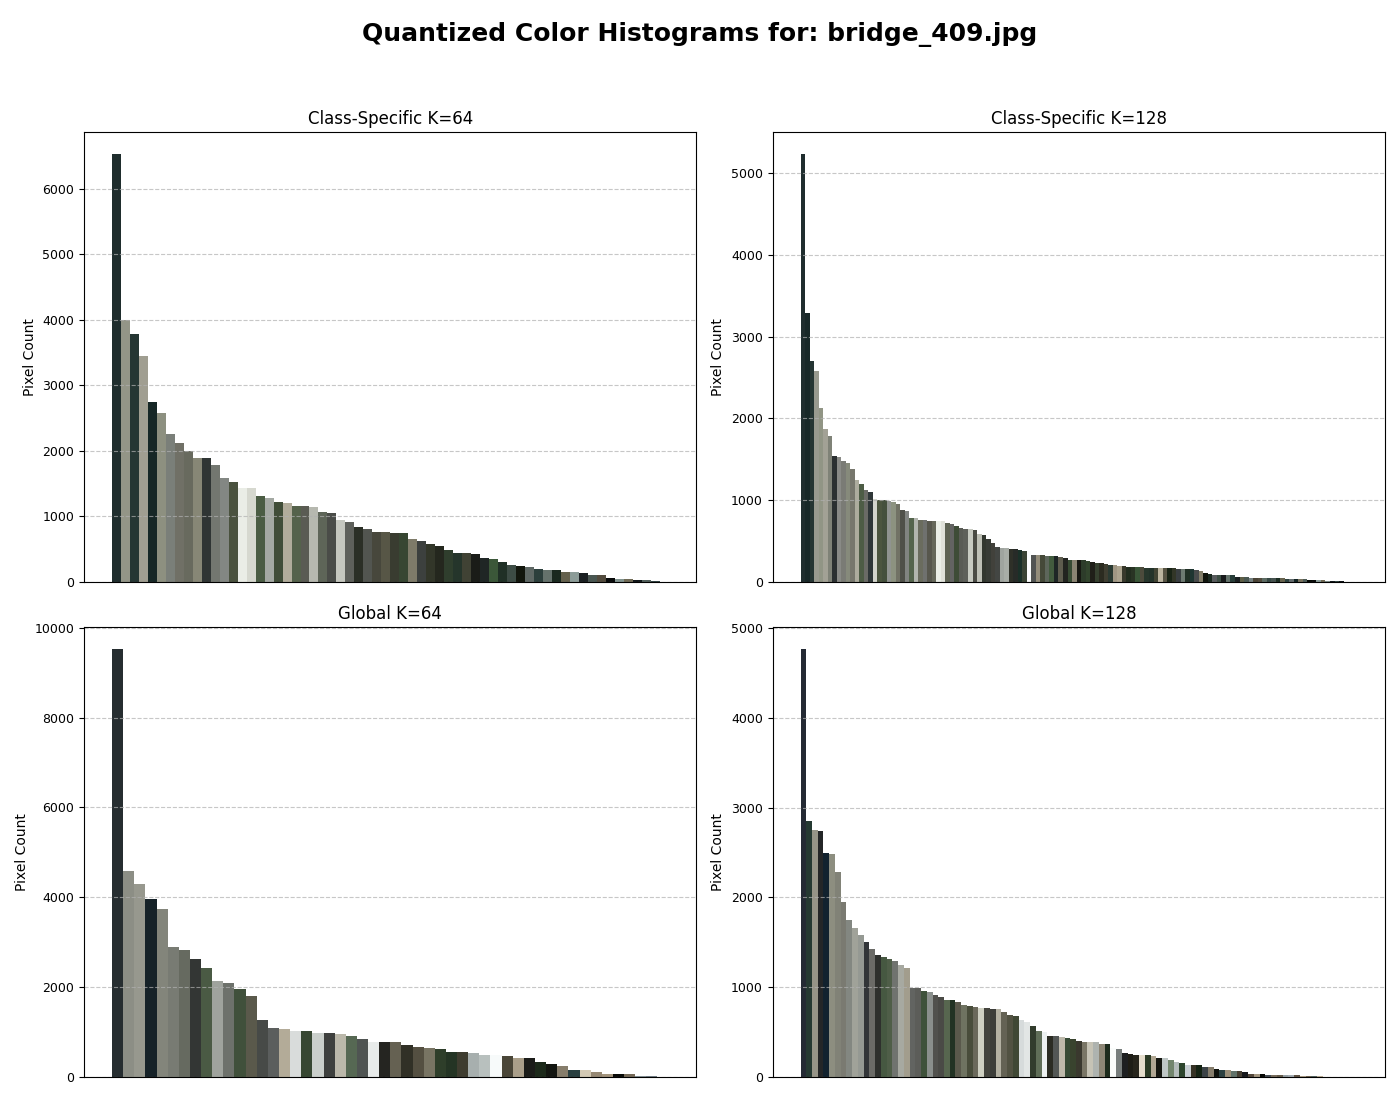 Quantized Color Histograms for: bridge_409.jpg
Class-Specific K=64
Pixel Count
6000
5000
4000
3000
2000
1000
0
Class-Specific K=128
Pixel Count
5000
4000
3000
2000
1000
0
Global K=64
Pixel Count
10000
8000
6000
4000
2000
0
Global K=128
Pixel Count
5000
4000
3000
2000
1000
0